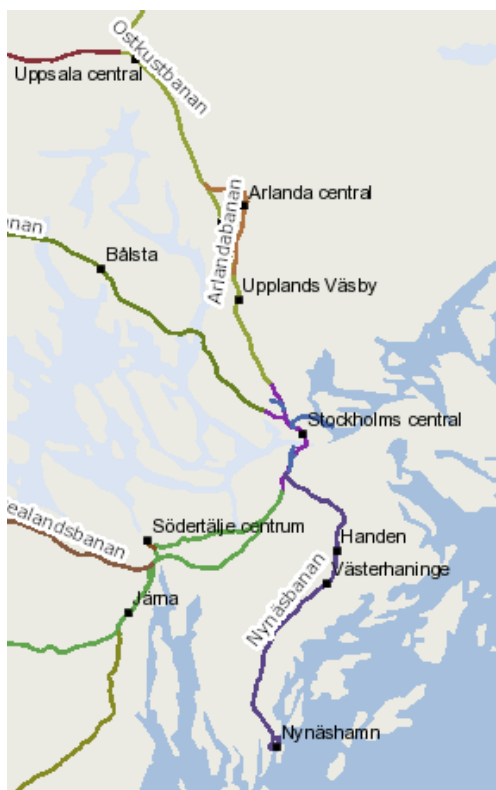 Ostkustbanan
Uppsala central
Arlandabanan
Arlanda central
anan
Bålsta
Upplands Väsby
Stockholms central
ealandsbanan
Södertälje centrum
Handen
Västerhaninge
Nynäsbanan
Järna
Nynäshamn